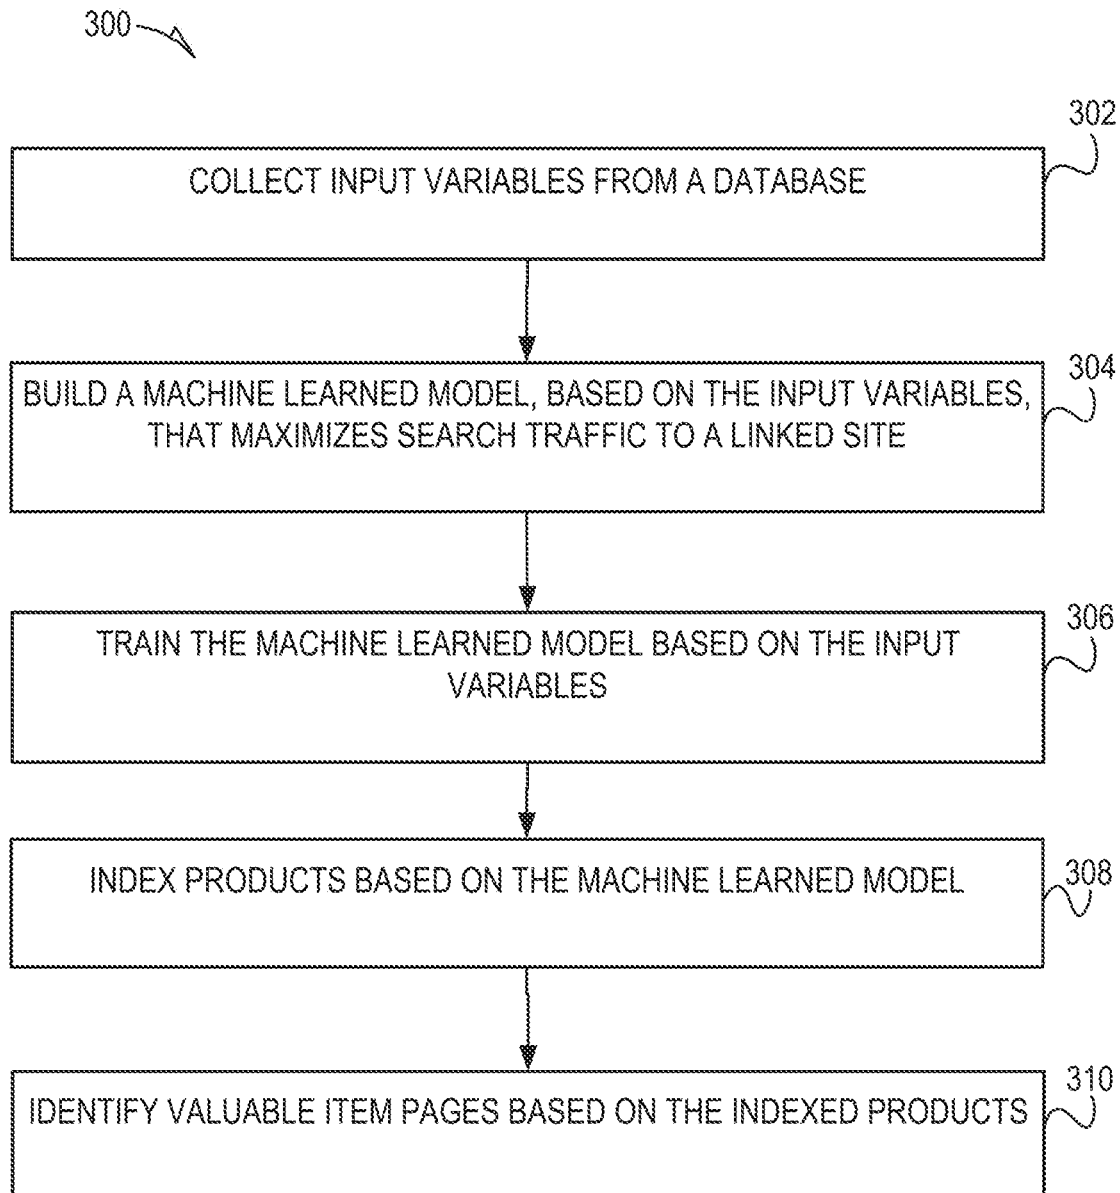 300
302
COLLECT INPUT VARIABLES FROM A DATABASE
304
BUILD A MACHINE LEARNED MODEL, BASED ON THE INPUT VARIABLES,
THAT MAXIMIZES SEARCH TRAFFIC TO A LINKED SITE
306
TRAIN THE MACHINE LEARNED MODEL BASED ON THE INPUT
VARIABLES
308
INDEX PRODUCTS BASED ON THE MACHINE LEARNED MODEL
310
IDENTIFY VALUABLE ITEM PAGES BASED ON THE INDEXED PRODUCTS